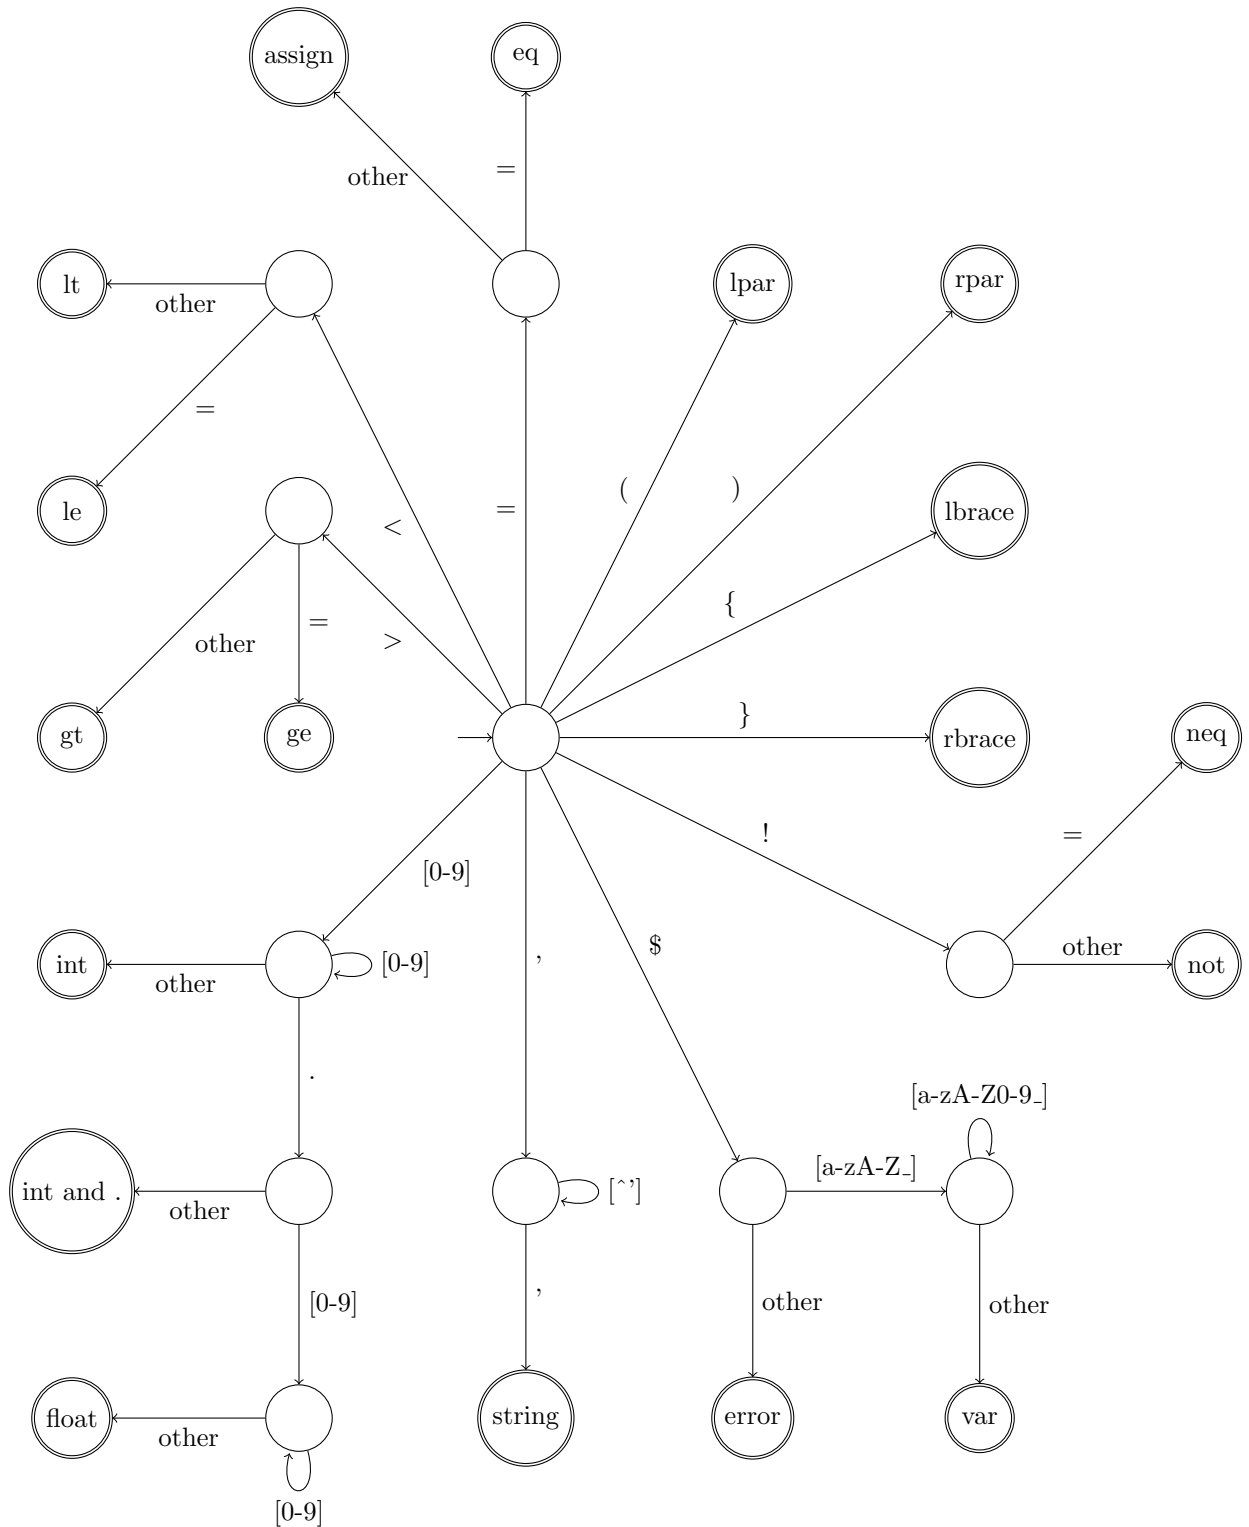 assign
eq
other
=
lt
other
lpar
rpar
=
le
<
=
(
)
lbrace
other
=
>
{
gt
ge
}
rbrace
neq
[0-9]
!
=
int
other
[0-9]
’
$
other
not
.
[a-zA-Z0-9_]
int and .
other
[^’]
[a-zA-Z_]
[0-9]
’
other
other
float
other
string
error
var
[0-9]